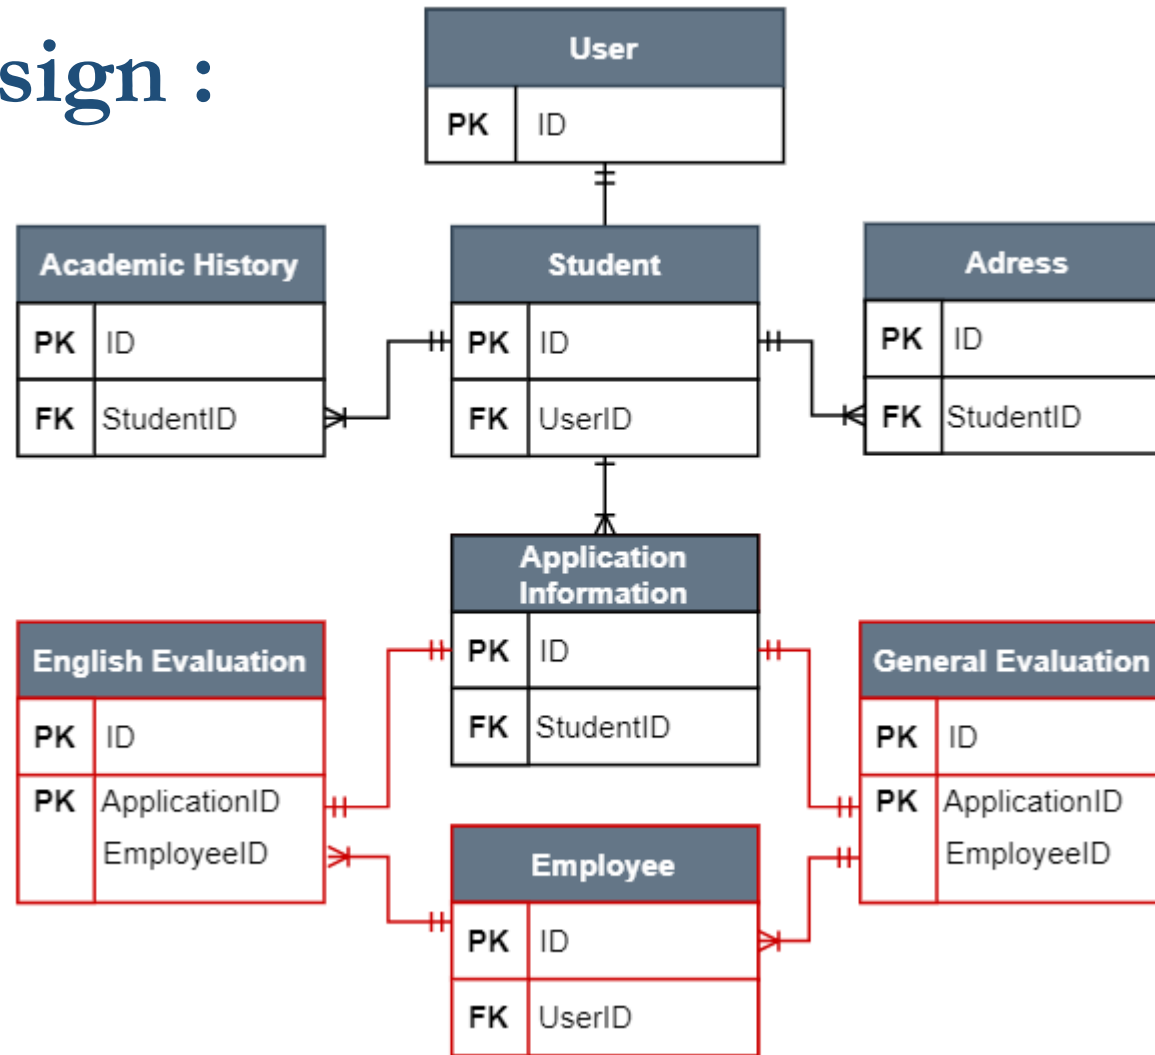 sign :
User
PK ID
Academic History
PK ID
FK StudentID
Student
PK ID
FK UserID
Adress
PK ID
FK StudentID
Application
Information
PK ID
FK StudentID
English Evaluation
PK ID
PK ApplicationID
EmployeeID
General Evaluation
PK ID
PK ApplicationID
EmployeeID
Employee
PK ID
FK UserID